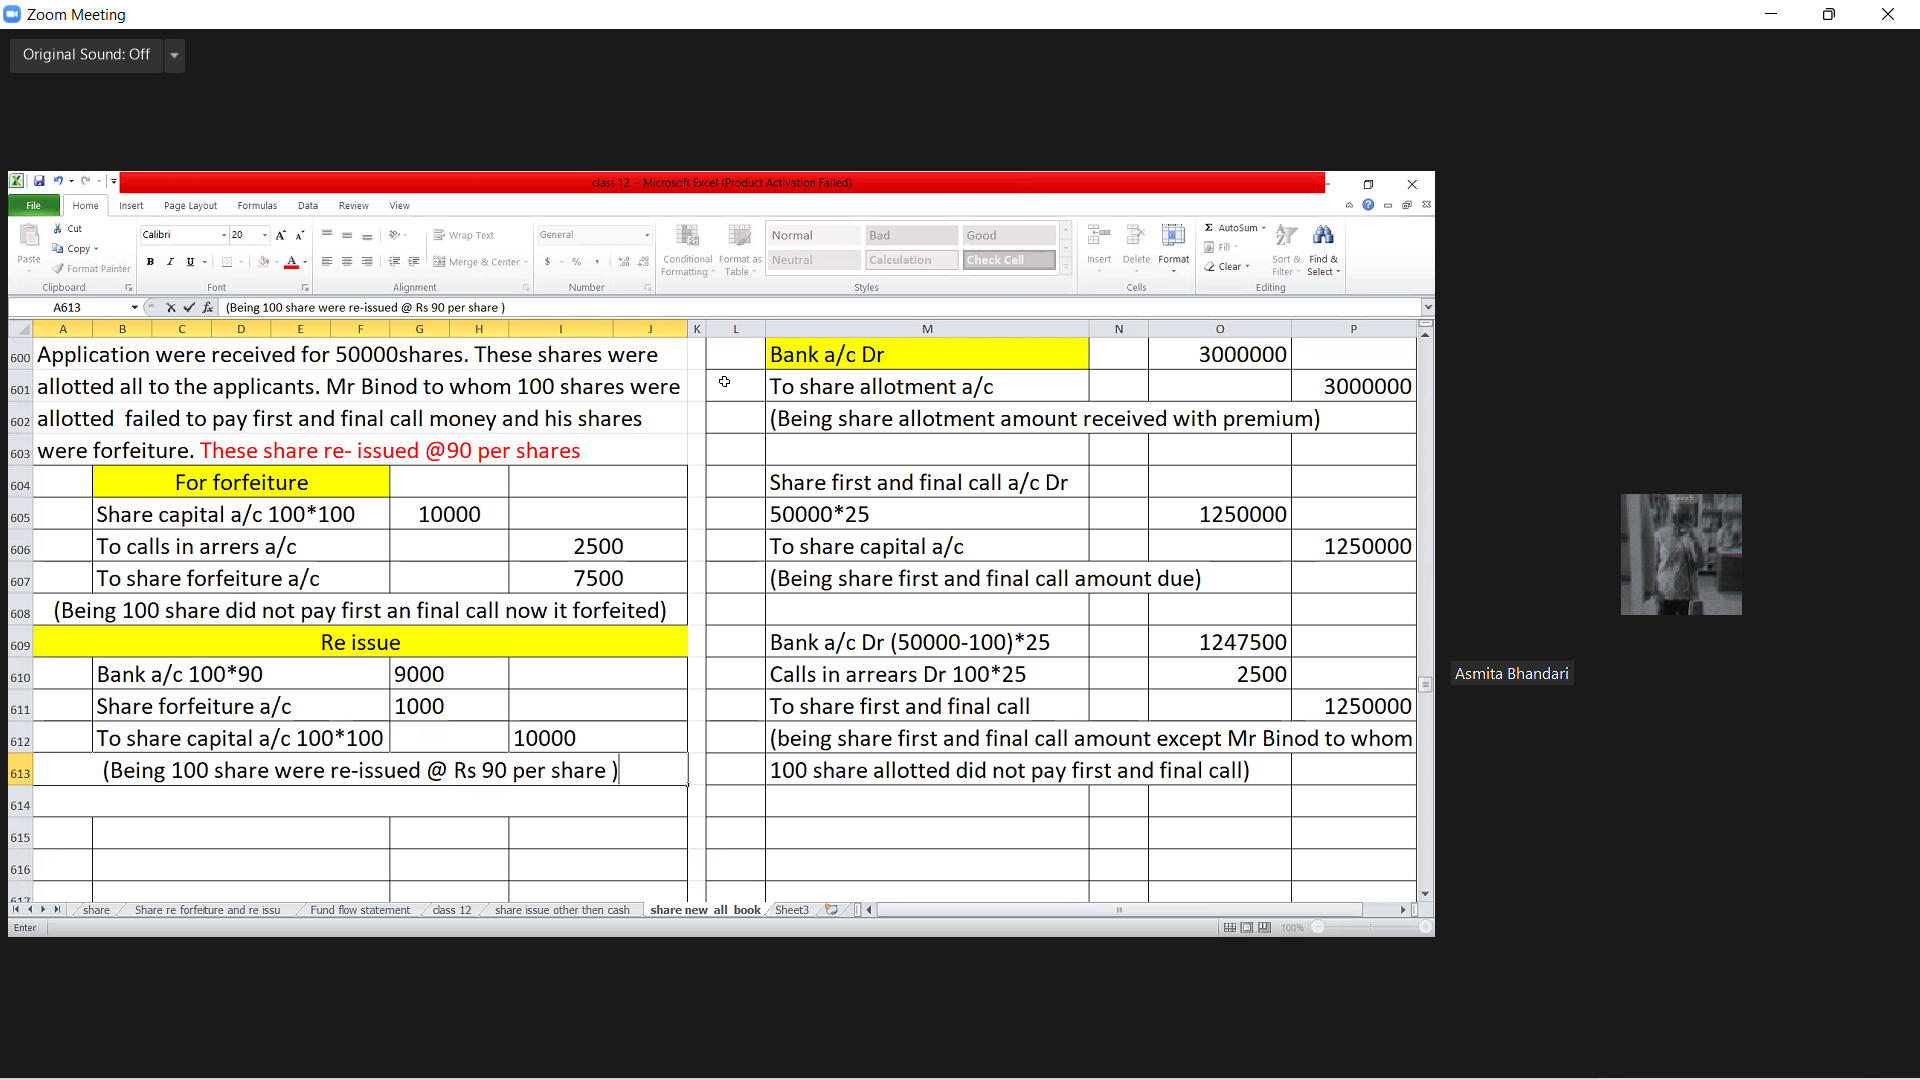 Zoom Meeting
Original Sound: Off
class 12 - Microsoft Excel (Product Activation Failed)
File Home Insert Page Layout Formulas Data Review View
Paste Cut Copy Format Painter Clipboard
Calibri 20 B I U A Font
Wrap Text Merge & Center Alignment
General $ % , Number
Conditional Formatting Format as Table Normal Bad Good Neutral Calculation Check Cell Styles
Insert Delete Format Cells
AutoSum Fill Clear Sort & Filter Find & Select Editing
A613 fx (Being 100 share were re-issued @ Rs 90 per share )
A B C D E F G H I J K L M N O P
600 Application were received for 50000shares. These shares were Bank a/c Dr 3000000
601 allotted all to the applicants. Mr Binod to whom 100 shares were To share allotment a/c 3000000
602 allotted failed to pay first and final call money and his shares (Being share allotment amount received with premium)
603 were forfeiture. These share re- issued @90 per shares
604 For forfeiture Share first and final call a/c Dr
605 Share capital a/c 100*100 10000 50000*25 1250000
606 To calls in arrers a/c 2500 To share capital a/c 1250000
607 To share forfeiture a/c 7500 (Being share first and final call amount due)
608 (Being 100 share did not pay first an final call now it forfeited)
609 Re issue Bank a/c Dr (50000-100)*25 1247500
610 Bank a/c 100*90 9000 Calls in arrears Dr 100*25 2500
611 Share forfeiture a/c 1000 To share first and final call 1250000
612 To share capital a/c 100*100 10000 (being share first and final call amount except Mr Binod to whom
613 (Being 100 share were re-issued @ Rs 90 per share ) 100 share allotted did not pay first and final call)
614
615
616
617
share Share re forfeiture and re issu Fund flow statement class 12 share issue other then cash share new all book Sheet3
Enter 100%
Asmita Bhandari